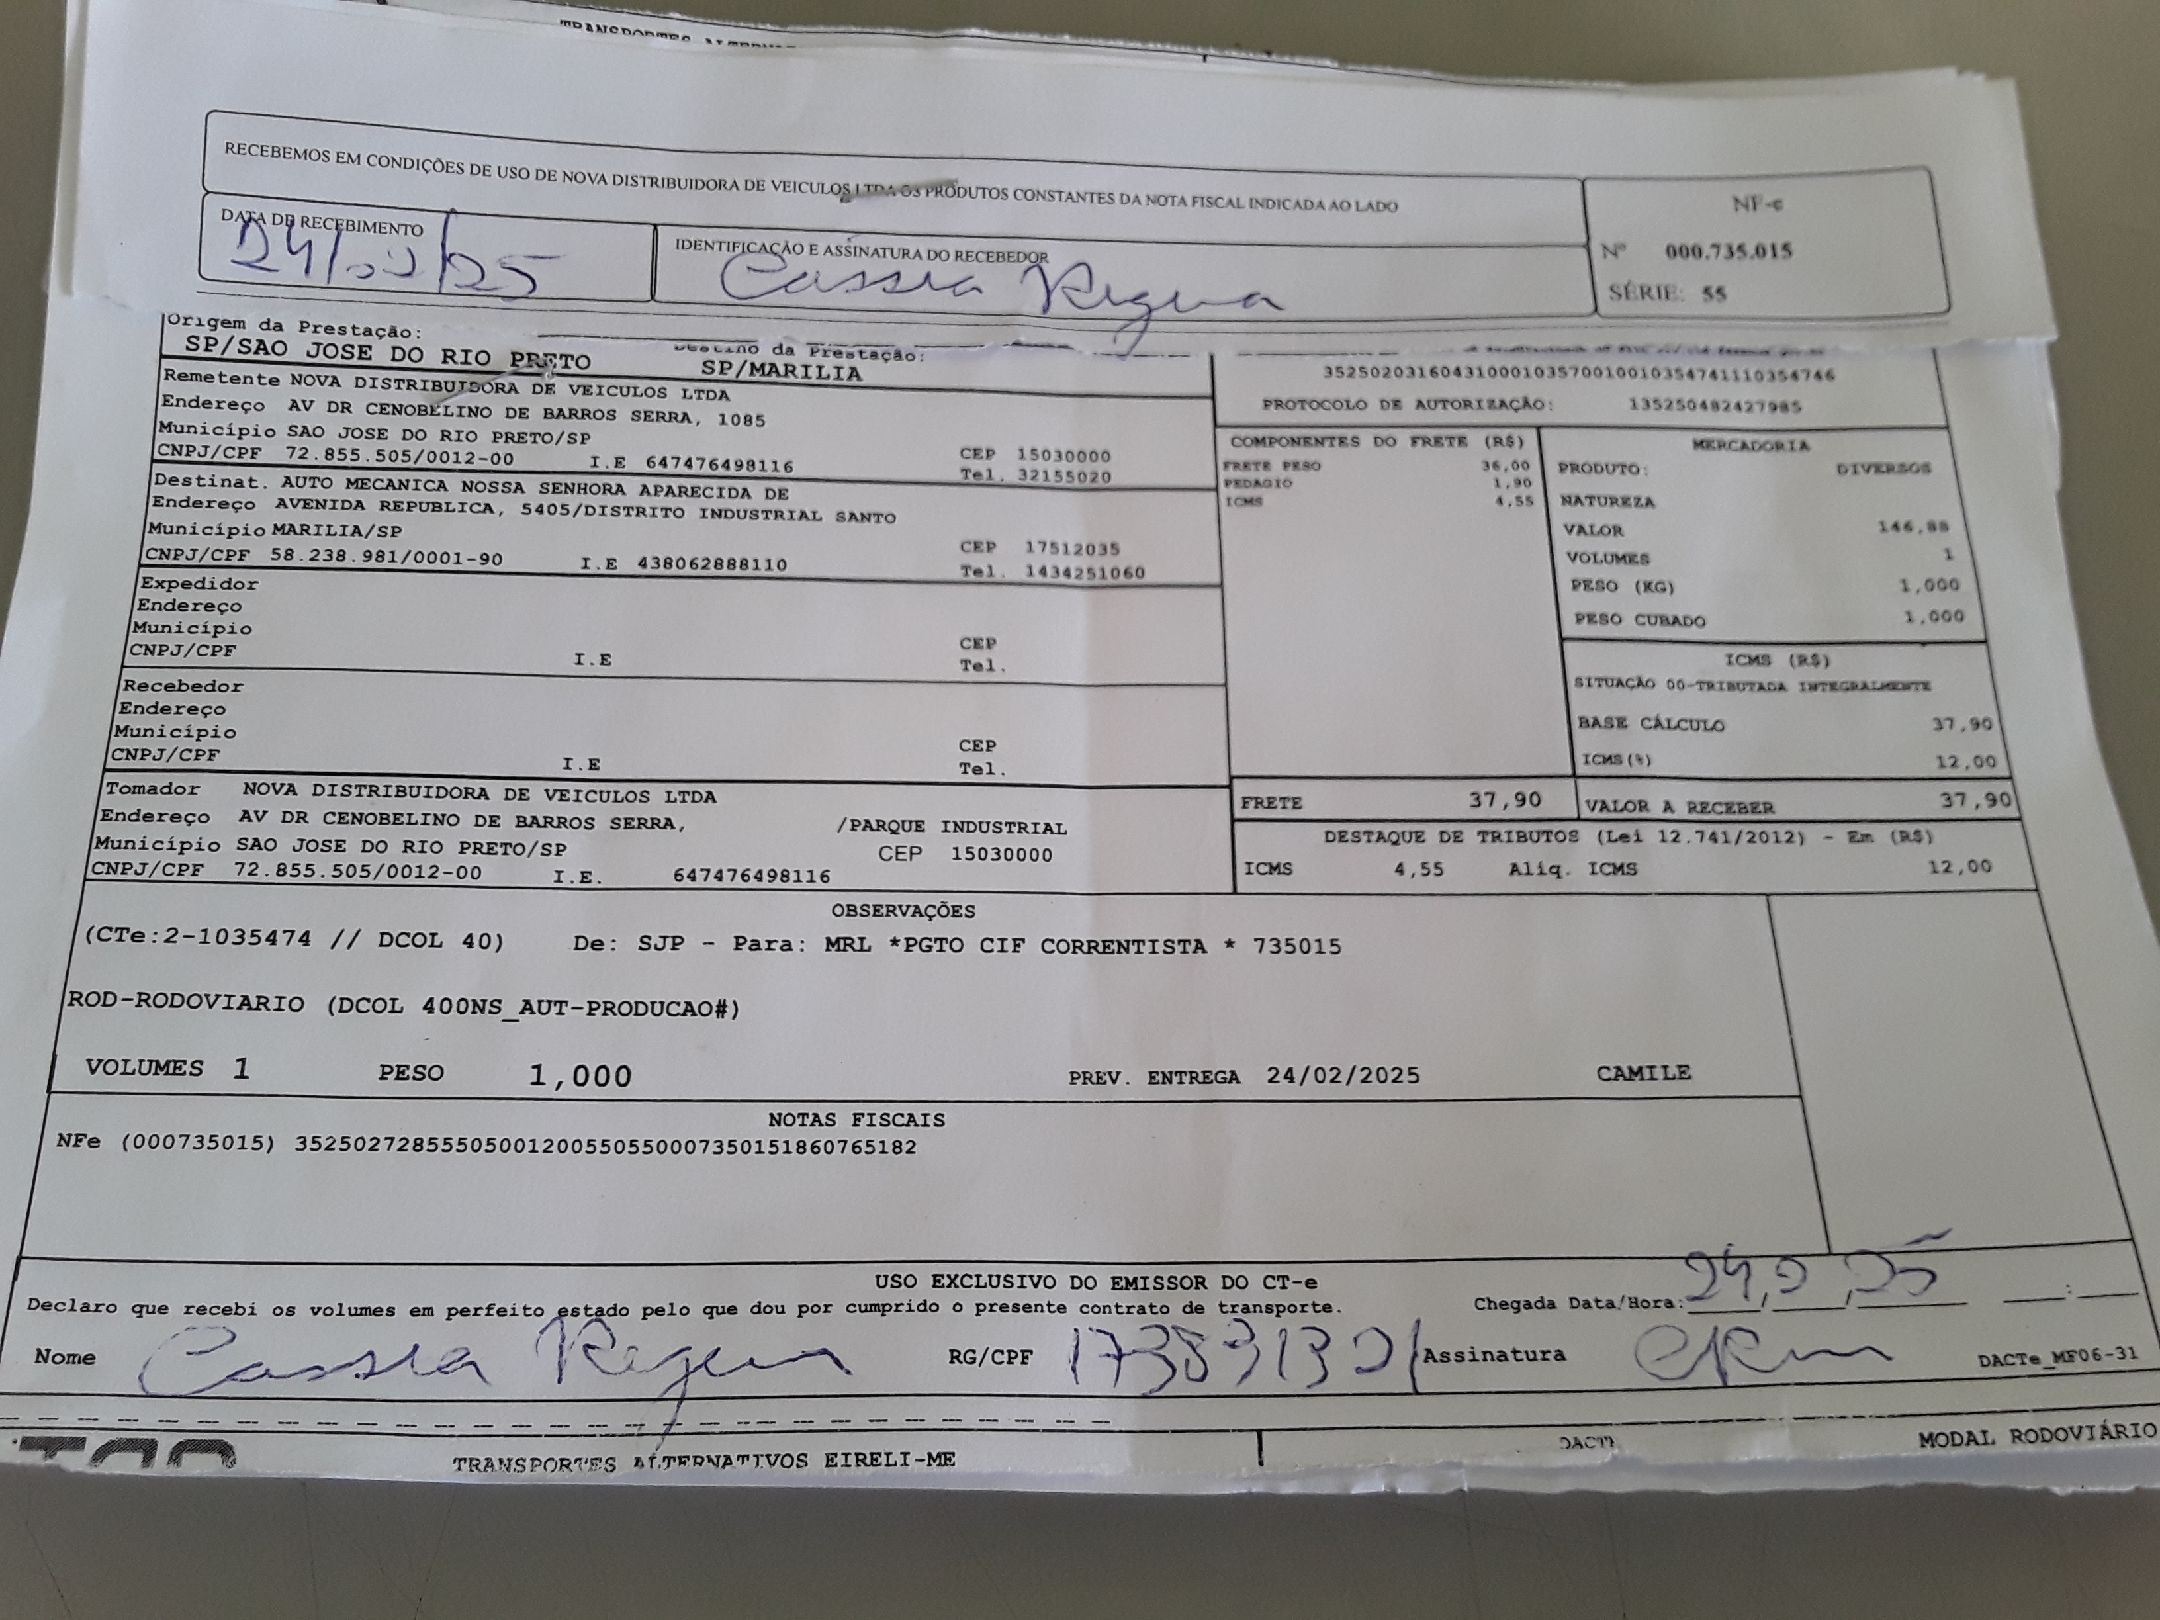 RECEBEMOS EM CONDIÇÕES DE USO DE NOVA DISTRIBUIDORA DE VEICULOS LTDA OS PRODUTOS CONSTANTES DA NOTA FISCAL INDICADA AO LADO
NF-e
Nº 000.735.015
SÉRIE: 55
DATA DE RECEBIMENTO
24/02/25
IDENTIFICAÇÃO E ASSINATURA DO RECEBEDOR
Cassia Regina
Origem da Prestação:
SP/SAO JOSE DO RIO PRETO
Destino da Prestação:
SP/MARILIA
Remetente NOVA DISTRIBUIDORA DE VEICULOS LTDA
Endereço AV DR CENOBELINO DE BARROS SERRA, 1085
Município SAO JOSE DO RIO PRETO/SP
CEP 15030000
CNPJ/CPF 72.855.505/0012-00 I.E 647476498116
Tel. 32155020
Destinat. AUTO MECANICA NOSSA SENHORA APARECIDA DE
Endereço AVENIDA REPUBLICA, 5405/DISTRITO INDUSTRIAL SANTO
Município MARILIA/SP
CEP 17512035
CNPJ/CPF 58.238.981/0001-90 I.E 438062888110
Tel. 1434251060
Expedidor
Endereço
Município
CEP
CNPJ/CPF I.E
Tel.
Recebedor
Endereço
Município
CEP
CNPJ/CPF I.E
Tel.
Tomador NOVA DISTRIBUIDORA DE VEICULOS LTDA
Endereço AV DR CENOBELINO DE BARROS SERRA, /PARQUE INDUSTRIAL
Município SAO JOSE DO RIO PRETO/SP CEP 15030000
CNPJ/CPF 72.855.505/0012-00 I.E. 647476498116
35250203160431000103570010010354741110354746
PROTOCOLO DE AUTORIZAÇÃO: 135250482427985
COMPONENTES DO FRETE (R$)
FRETE PESO 36,00
PEDAGIO 1,90
ICMS 4,55
MERCADORIA
PRODUTO: DIVERSOS
NATUREZA
VALOR 146,88
VOLUMES 1
PESO (KG) 1,000
PESO CUBADO 1,000
ICMS (R$)
SITUAÇÃO 00-TRIBUTADA INTEGRALMENTE
BASE CÁLCULO 37,90
ICMS(%) 12,00
FRETE 37,90
VALOR A RECEBER 37,90
DESTAQUE DE TRIBUTOS (Lei 12.741/2012) - Em (R$)
ICMS 4,55 Aliq. ICMS 12,00
OBSERVAÇÕES
(CTe:2-1035474 // DCOL 40) De: SJP - Para: MRL *PGTO CIF CORRENTISTA * 735015
ROD-RODOVIARIO (DCOL 400NS_AUT-PRODUCAO#)
VOLUMES 1 PESO 1,000 PREV. ENTREGA 24/02/2025 CAMILE
NOTAS FISCAIS
NFe (000735015) 35250272855505001200550550007350151860765182
USO EXCLUSIVO DO EMISSOR DO CT-e
Declaro que recebi os volumes em perfeito estado pelo que dou por cumprido o presente contrato de transporte.
Chegada Data/Hora: 24,2,25 __:__
Nome Cassia Regina RG/CPF Assinatura DACTe_MF06-31
TRANSPORTES ALTERNATIVOS EIRELI-ME
DACTE
MODAL RODOVIÁRIO